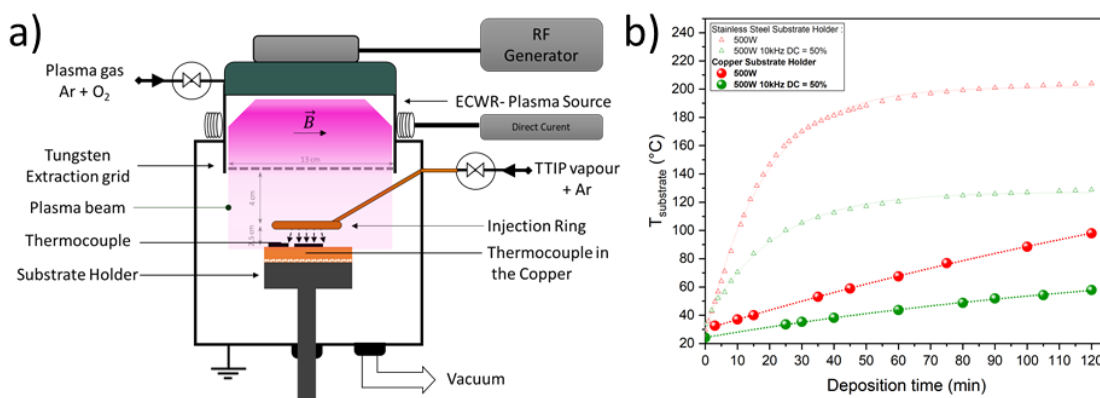 a)
RF
Generator
Plasma gas
Ar + O₂
ECWR- Plasma Source
B
Direct Curent
13 cm
Tungsten
Extraction grid
TTIP vapour
+ Ar
4 cm
Plasma beam
Injection Ring
2,5 cm
Thermocouple
Thermocouple in
the Copper
Substrate Holder
Vacuum
b)
Stainless Steel Substrate Holder :
500W
500W 10kHz DC = 50%
Copper Substrate Holder
500W
500W 10kHz DC = 50%
T substrate (°C)
200
180
160
140
120
100
80
60
40
20
0 10 20 30 40 50 60 70 80 90 100 110 120
Deposition time (min)